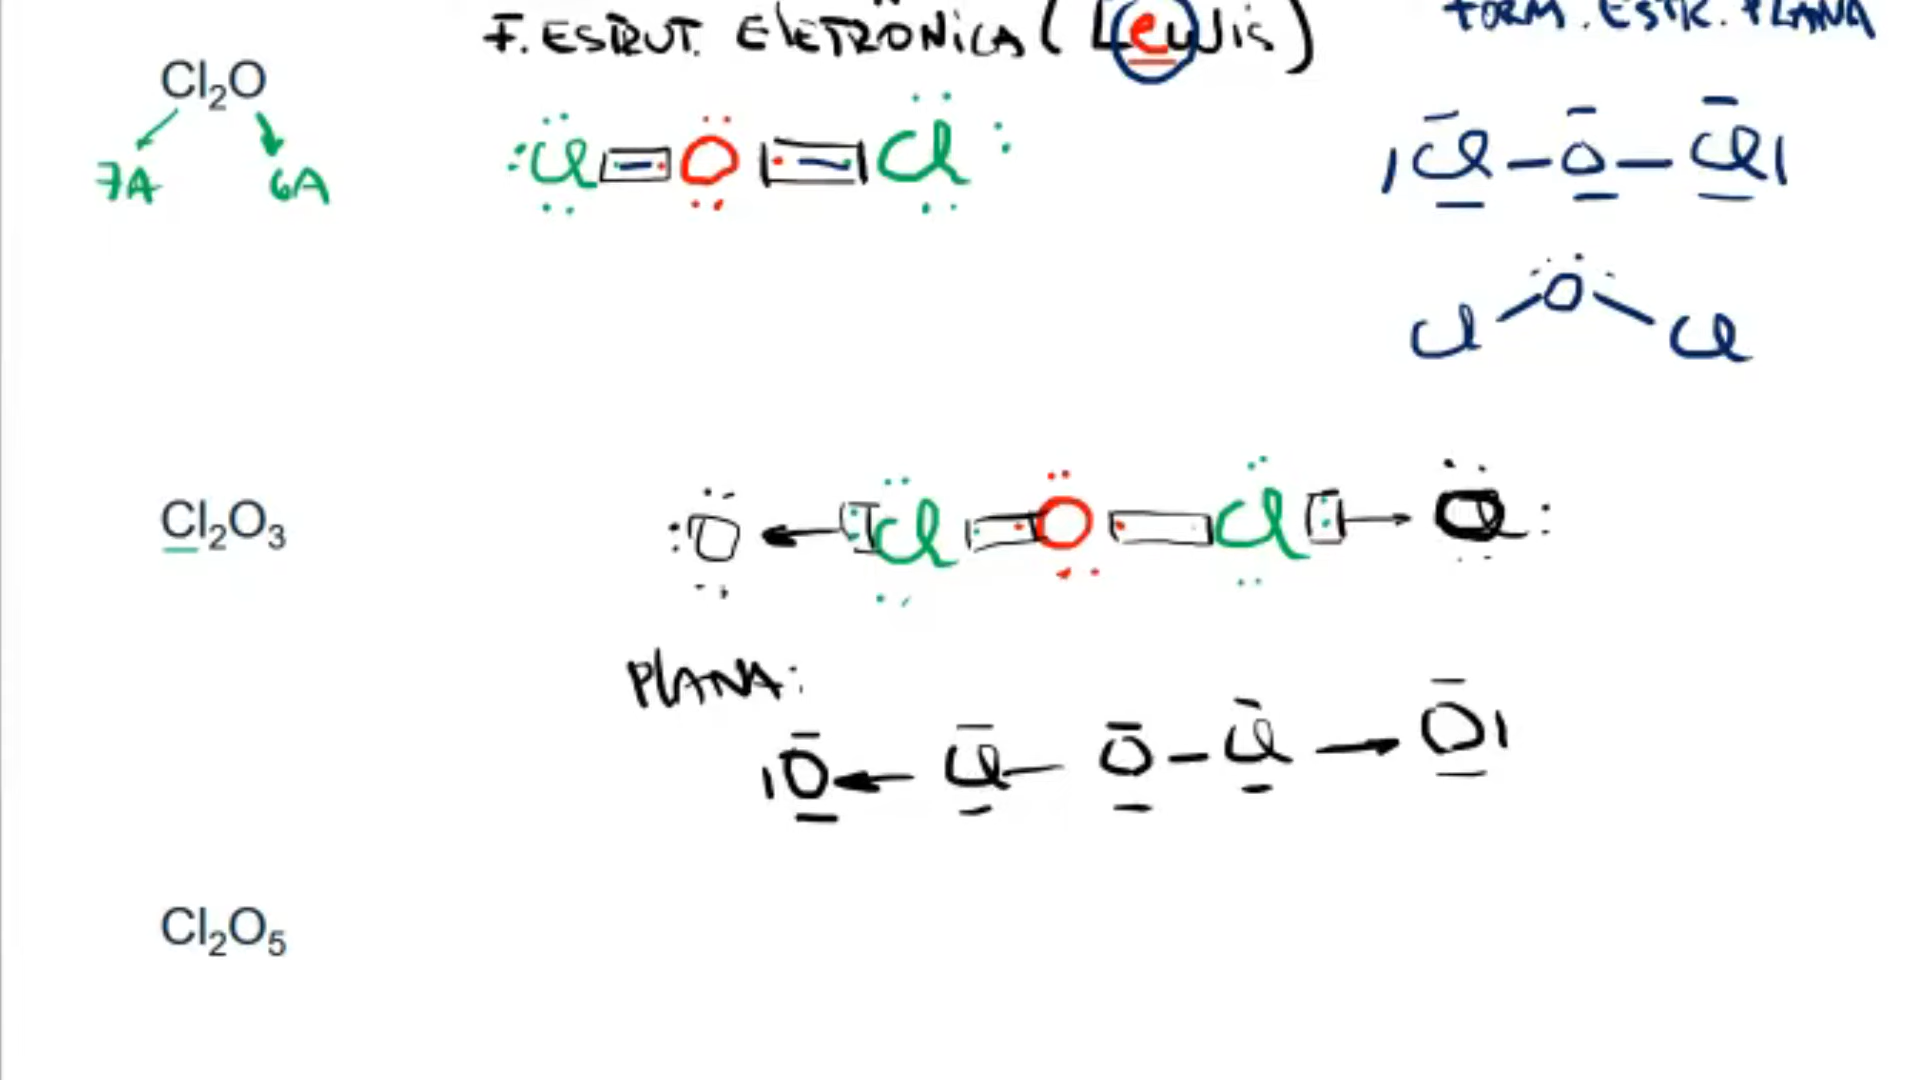 F. ESTRUT. ELETRÔNICA (Lewis)
FORM. ESTR. PLANA
Cl₂O
7A 6A
Cl O Cl
Cl - O - Cl
Cl O Cl
Cl₂O₃
O ← Cl O Cl → O
PLANA:
O ← Cl - O - Cl → O
Cl₂O₅